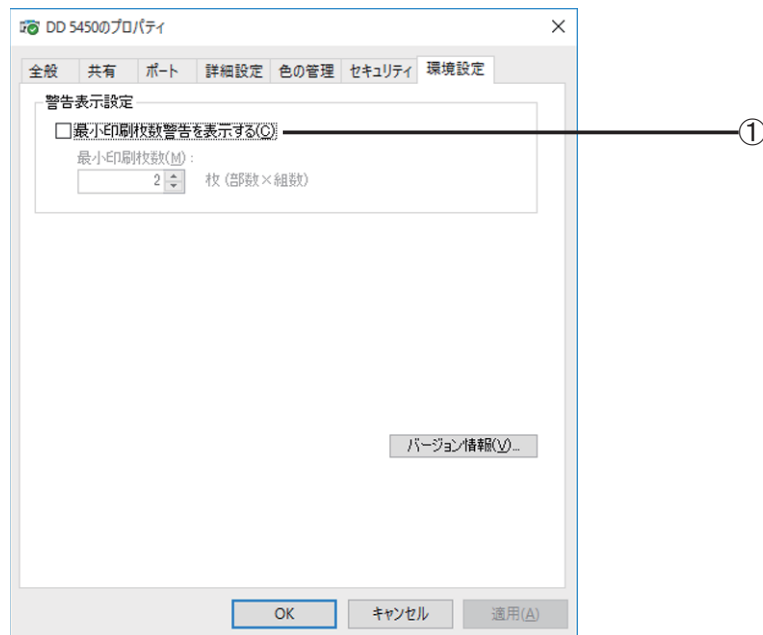 DD 5450のプロパティ
全般 共有 ポート 詳細設定 色の管理 セキュリティ 環境設定
警告表示設定
最小印刷枚数警告を表示する(C) ①
最小印刷枚数(M):
2 枚 (部数×組数)
バージョン情報(V)...
OK キャンセル 適用(A)